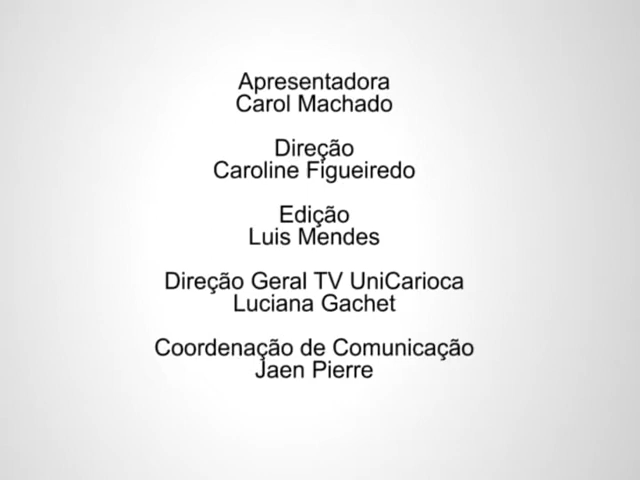 Apresentadora
Carol Machado
Direção
Caroline Figueiredo
Edição
Luis Mendes
Direção Geral TV UniCarioca
Luciana Gachet
Coordenação de Comunicação
Jaen Pierre